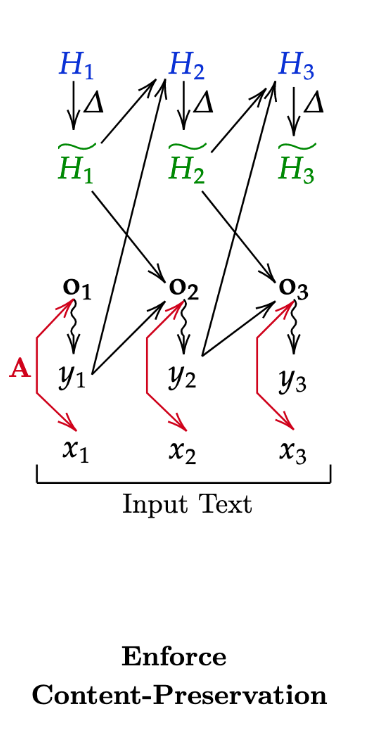 H₁ H₂ H₃
Δ Δ Δ
H̃₁ H̃₂ H̃₃
o₁ o₂ o₃
A y₁ y₂ y₃
x₁ x₂ x₃
Input Text
Enforce
Content-Preservation